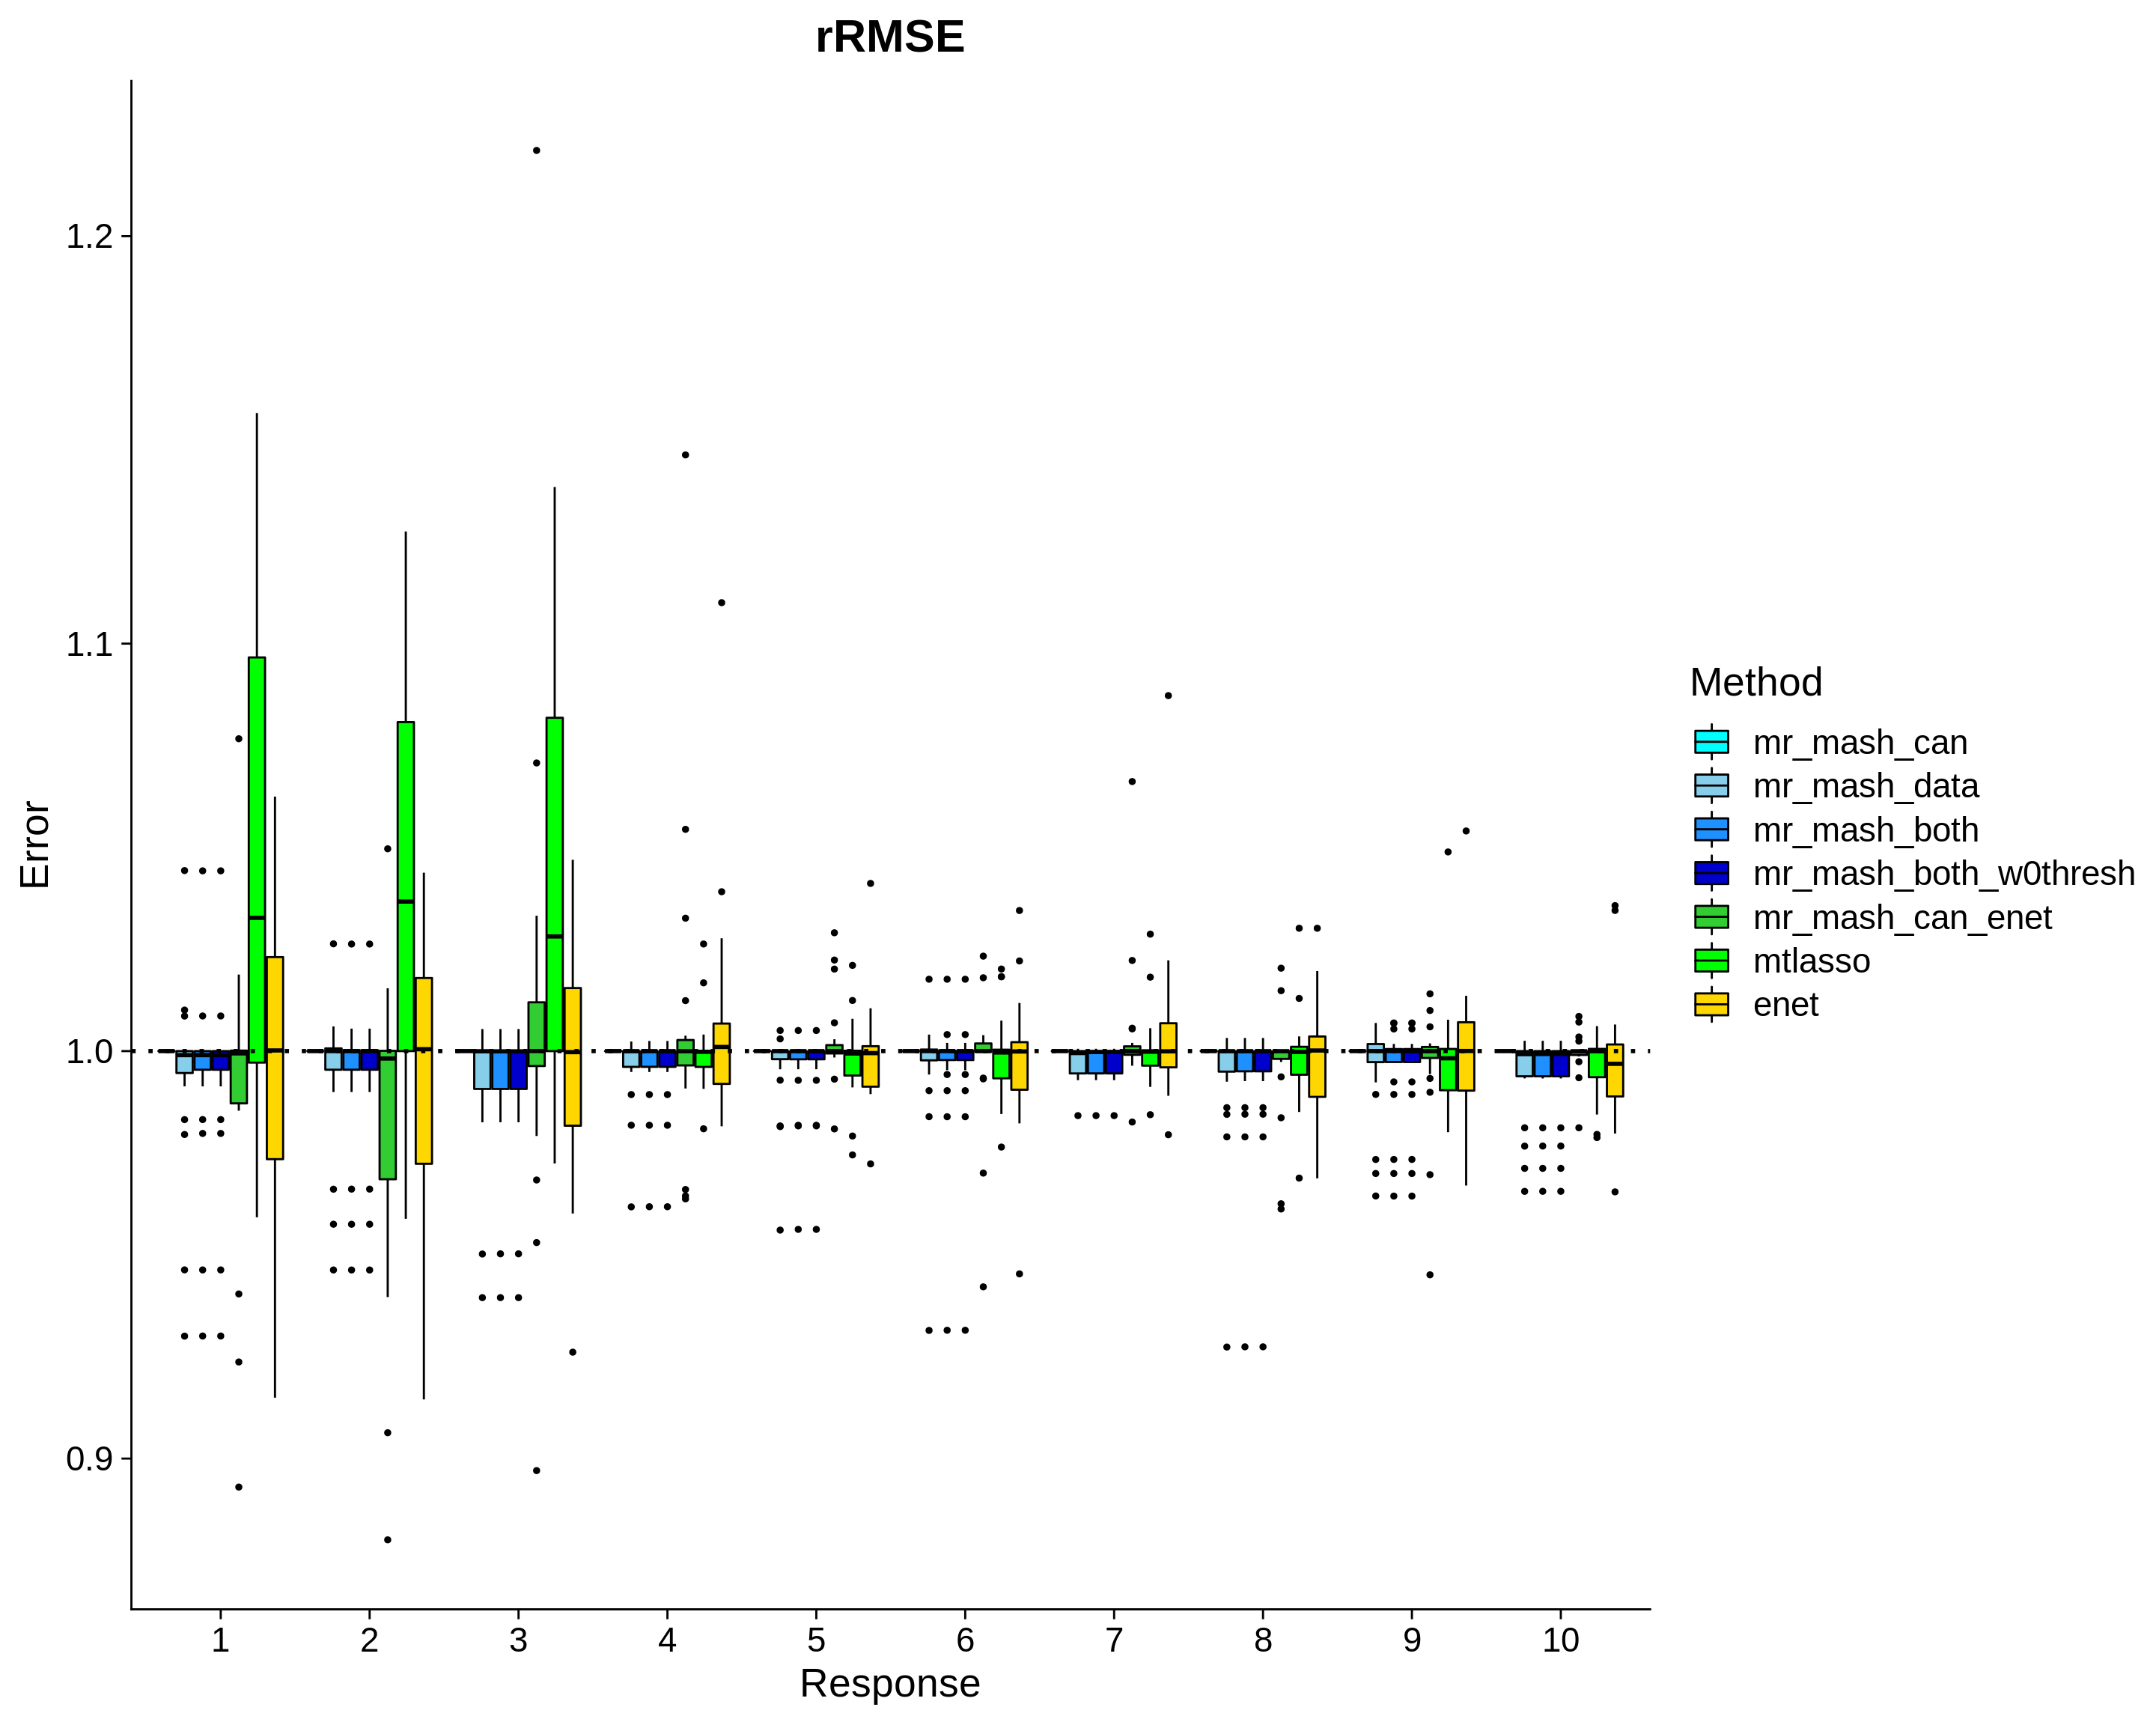 rRMSE
1.2
1.1
1.0
0.9
Error
1 2 3 4 5 6 7 8 9 10
Response
Method
mr_mash_can
mr_mash_data
mr_mash_both
mr_mash_both_w0thresh
mr_mash_can_enet
mtlasso
enet